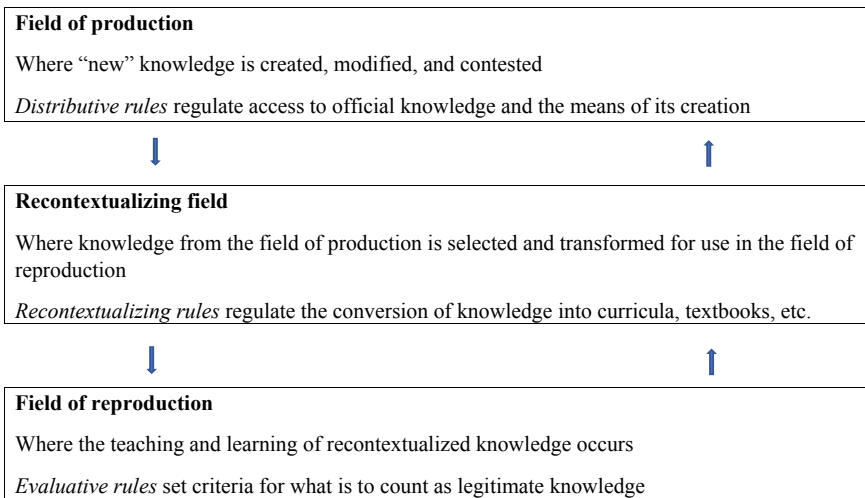 Field of production
Where “new” knowledge is created, modified, and contested
Distributive rules regulate access to official knowledge and the means of its creation
Recontextualizing field
Where knowledge from the field of production is selected and transformed for use in the field of
reproduction
Recontextualizing rules regulate the conversion of knowledge into curricula, textbooks, etc.
Field of reproduction
Where the teaching and learning of recontextualized knowledge occurs
Evaluative rules set criteria for what is to count as legitimate knowledge